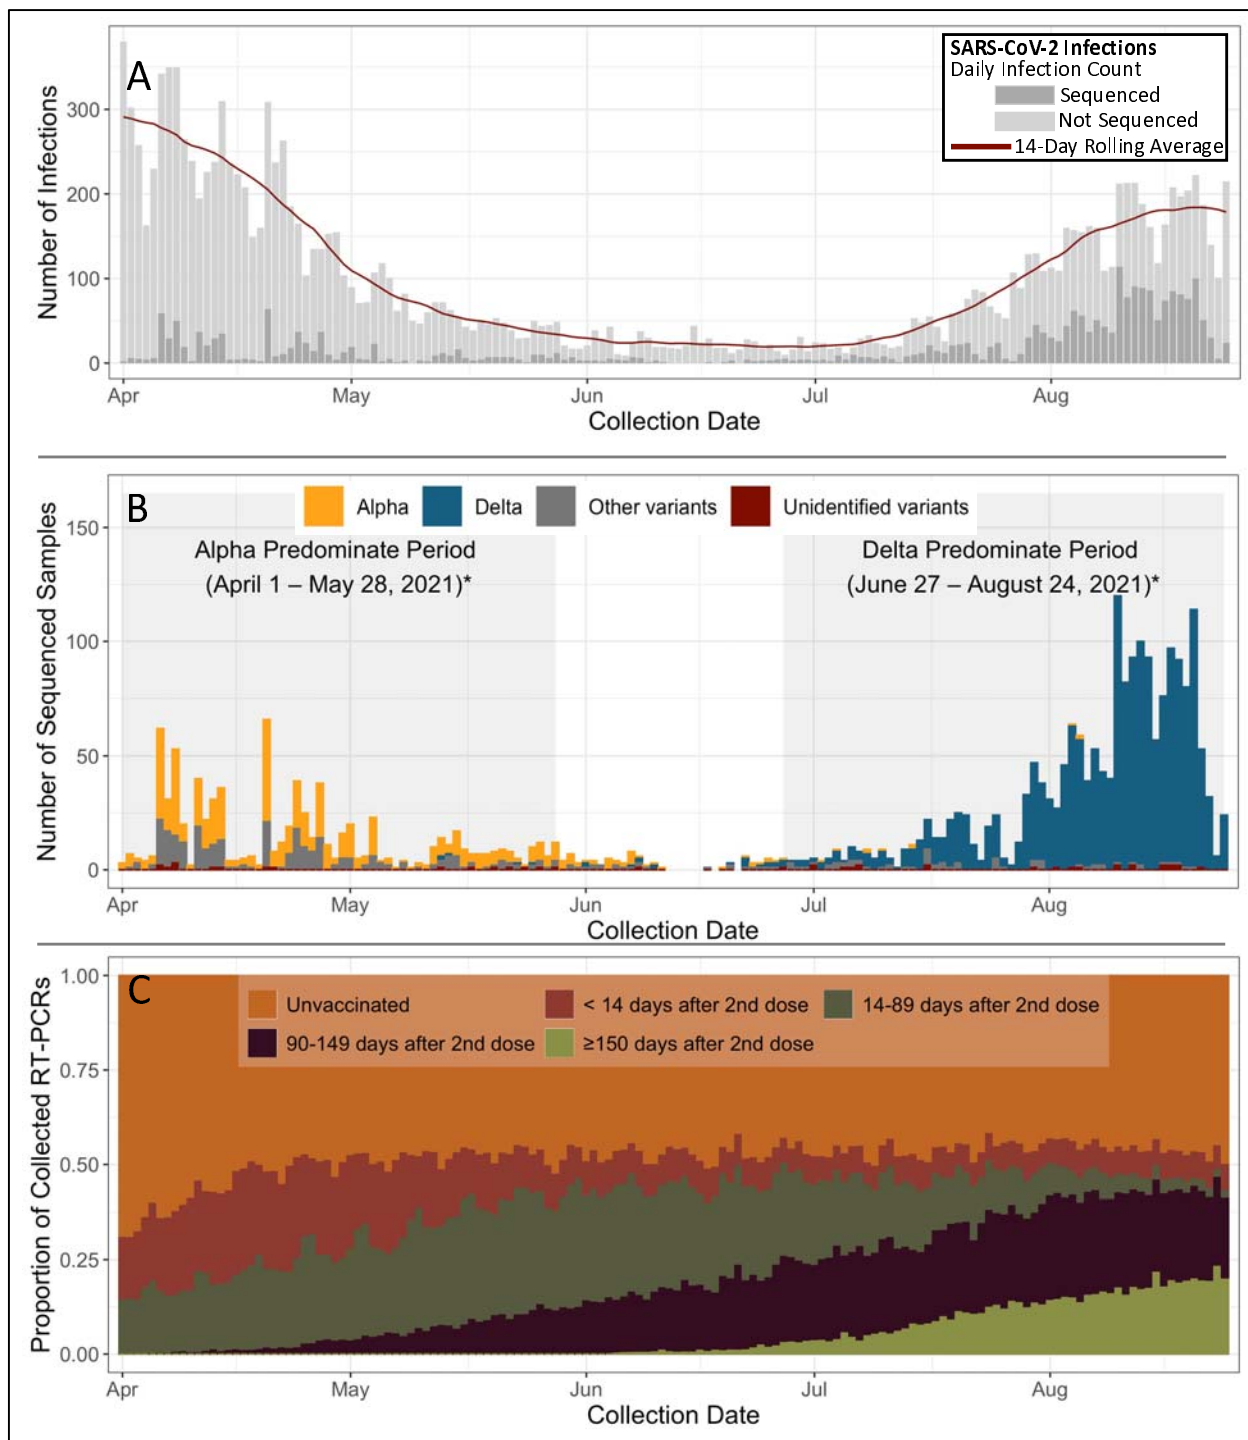 A
SARS-CoV-2 Infections
Daily Infection Count
Sequenced
Not Sequenced
14-Day Rolling Average
Number of Infections
300
200
100
0
Apr May Jun Jul Aug
Collection Date
B
Alpha Delta Other variants Unidentified variants
Alpha Predominate Period
(April 1 – May 28, 2021)*
Delta Predominate Period
(June 27 – August 24, 2021)*
Number of Sequenced Samples
150
100
50
0
Apr May Jun Jul Aug
Collection Date
C
Unvaccinated < 14 days after 2nd dose 14-89 days after 2nd dose
90-149 days after 2nd dose ≥150 days after 2nd dose
Proportion of Collected RT-PCRs
1.00
0.75
0.50
0.25
0.00
Apr May Jun Jul Aug
Collection Date